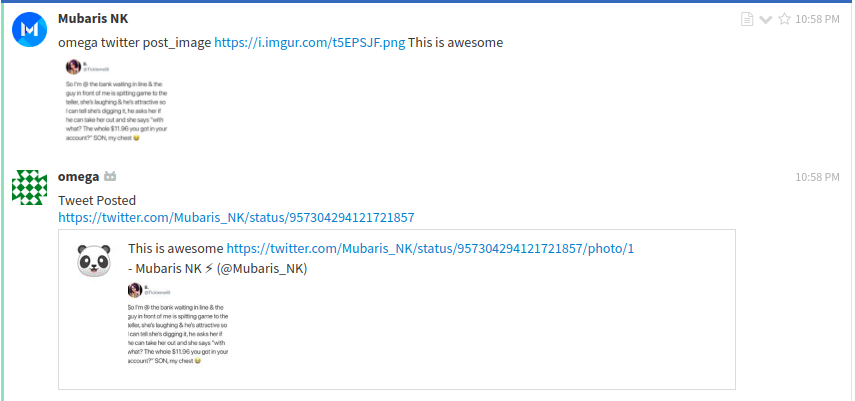 Mubaris NK
10:58 PM
omega twitter post_image https://i.imgur.com/t5EPSJF.png This is awesome
So I'm @ the bank waiting in line & the
guy in front of me is spitting game to the
teller, she's laughing & he's attractive so
I can tell she's digging it, he asks her if
he can take her out and she says "with
what? The whole $11.96 you got in your
account?" SON, my chest 😂
omega
10:58 PM
Tweet Posted
https://twitter.com/Mubaris_NK/status/957304294121721857
This is awesome https://twitter.com/Mubaris_NK/status/957304294121721857/photo/1
- Mubaris NK ⚡ (@Mubaris_NK)
So I'm @ the bank waiting in line & the
guy in front of me is spitting game to the
teller, she's laughing & he's attractive so
I can tell she's digging it, he asks her if
he can take her out and she says "with
what? The whole $11.96 you got in your
account?" SON, my chest 😂